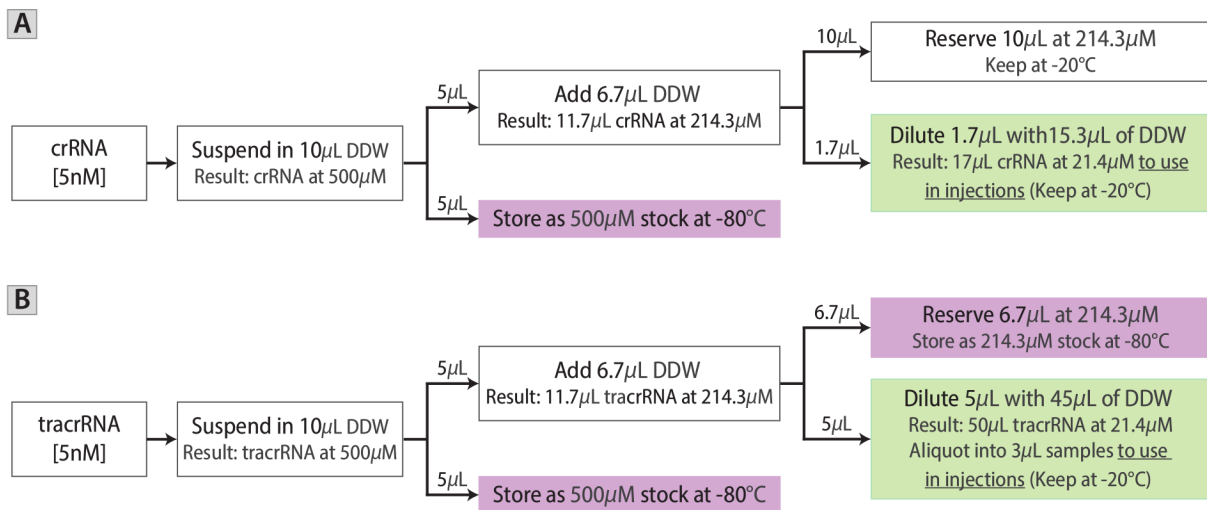 A
crRNA
[5nM]
Suspend in 10µL DDW
Result: crRNA at 500µM
5µL
Add 6.7µL DDW
Result: 11.7µL crRNA at 214.3µM
5µL
Store as 500µM stock at -80°C
10µL
Reserve 10µL at 214.3µM
Keep at -20°C
1.7µL
Dilute 1.7µL with15.3µL of DDW
Result: 17µL crRNA at 21.4µM to use
in injections (Keep at -20°C)
B
tracrRNA
[5nM]
Suspend in 10µL DDW
Result: tracrRNA at 500µM
5µL
Add 6.7µL DDW
Result: 11.7µL tracrRNA at 214.3µM
5µL
Store as 500µM stock at -80°C
6.7µL
Reserve 6.7µL at 214.3µM
Store as 214.3µM stock at -80°C
5µL
Dilute 5µL with 45µL of DDW
Result: 50µL tracrRNA at 21.4µM
Aliquot into 3µL samples to use
in injections (Keep at -20°C)